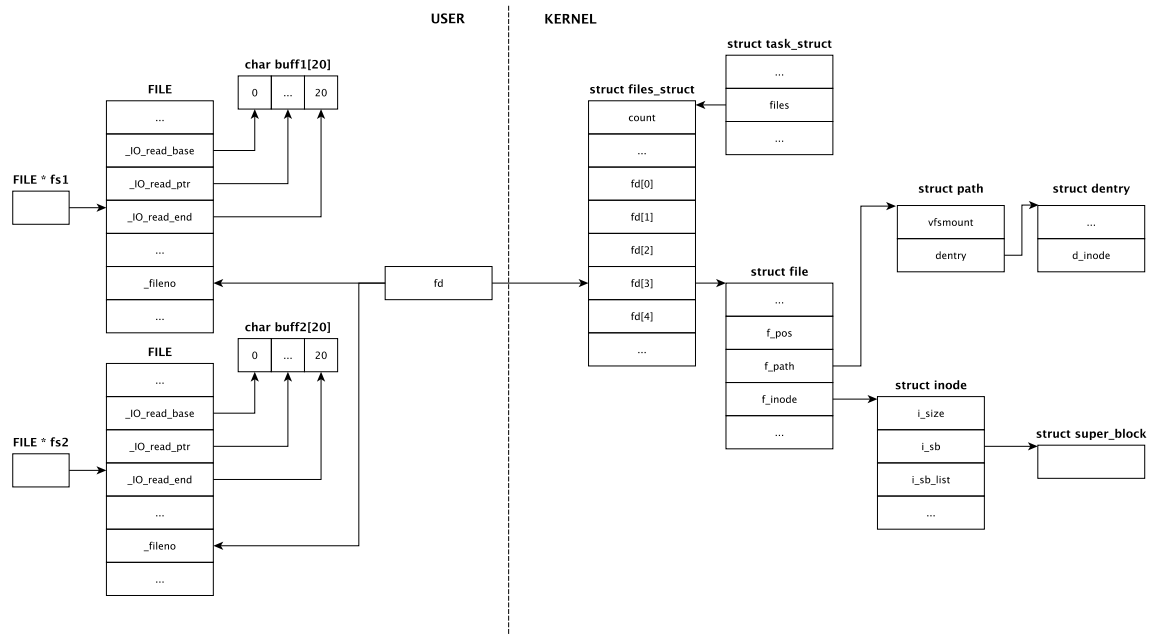 USER
KERNEL
FILE * fs1
FILE
...
_IO_read_base
_IO_read_ptr
_IO_read_end
...
_fileno
...
char buff1[20]
0 ... 20
FILE * fs2
FILE
...
_IO_read_base
_IO_read_ptr
_IO_read_end
...
_fileno
...
char buff2[20]
0 ... 20
fd
struct files_struct
count
...
fd[0]
fd[1]
fd[2]
fd[3]
fd[4]
...
struct task_struct
...
files
...
struct file
...
f_pos
f_path
f_inode
...
struct path
vfsmount
dentry
struct dentry
...
d_inode
struct inode
i_size
i_sb
i_sb_list
...
struct super_block